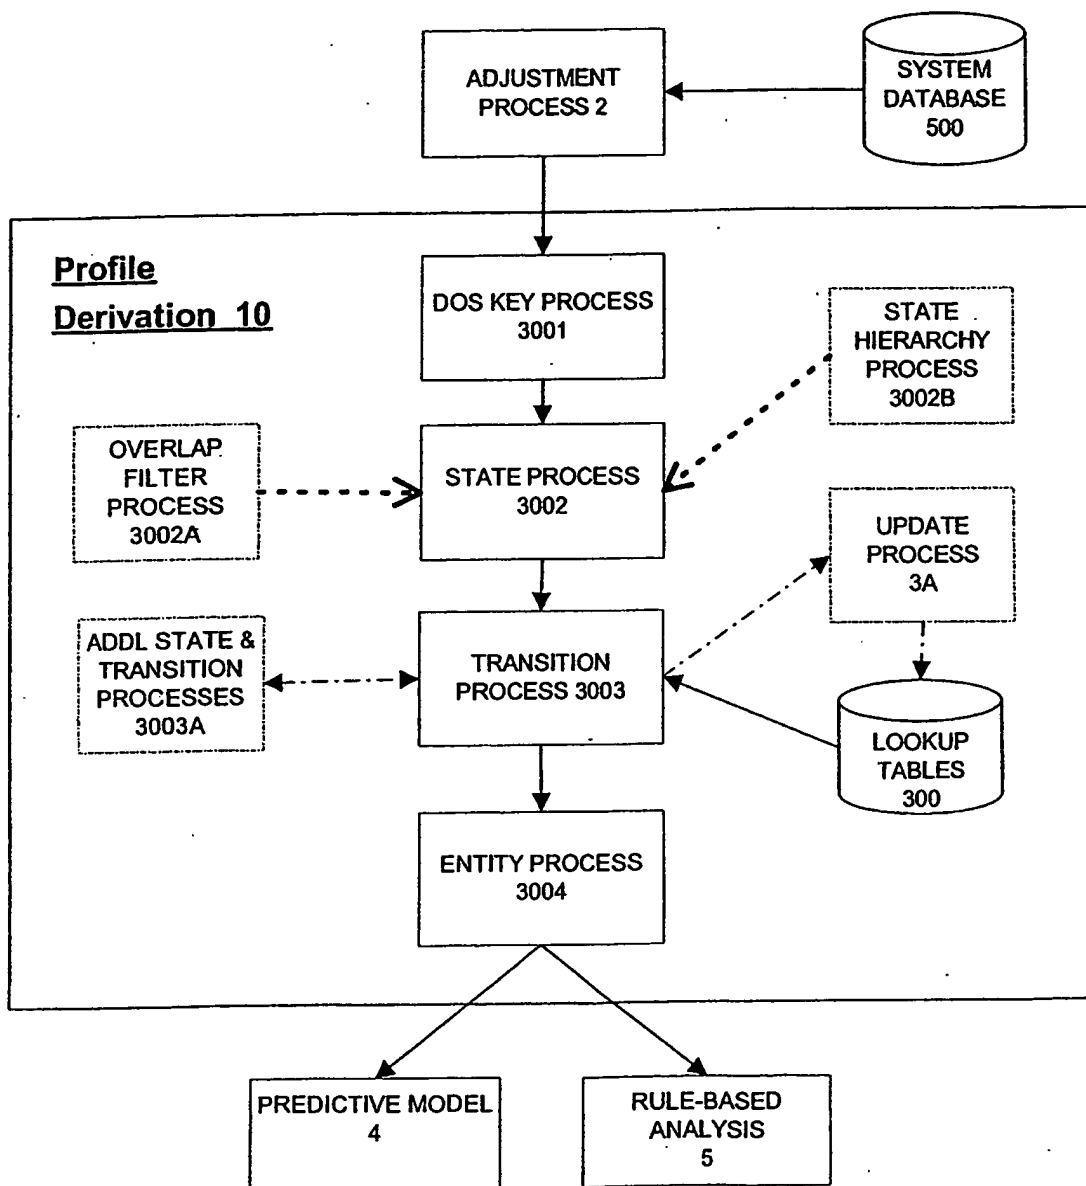 ADJUSTMENT
PROCESS 2
SYSTEM
DATABASE
500
Profile
Derivation 10
DOS KEY PROCESS
3001
STATE
HIERARCHY
PROCESS
3002B
OVERLAP
FILTER
PROCESS
3002A
STATE PROCESS
3002
UPDATE
PROCESS
3A
ADDL STATE &
TRANSITION
PROCESSES
3003A
TRANSITION
PROCESS 3003
LOOKUP
TABLES
300
ENTITY PROCESS
3004
PREDICTIVE MODEL
4
RULE-BASED
ANALYSIS
5